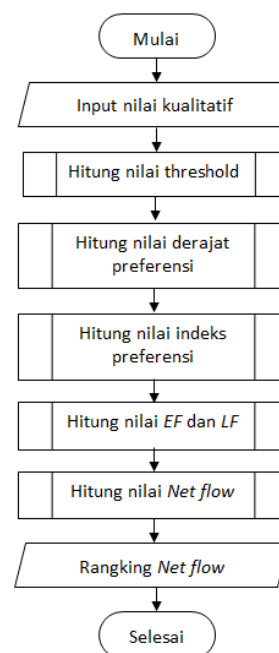 Mulai
Input nilai kualitatif
Hitung nilai threshold
Hitung nilai derajat
preferensi
Hitung nilai indeks
preferensi
Hitung nilai EF dan LF
Hitung nilai Net flow
Rangking Net flow
Selesai